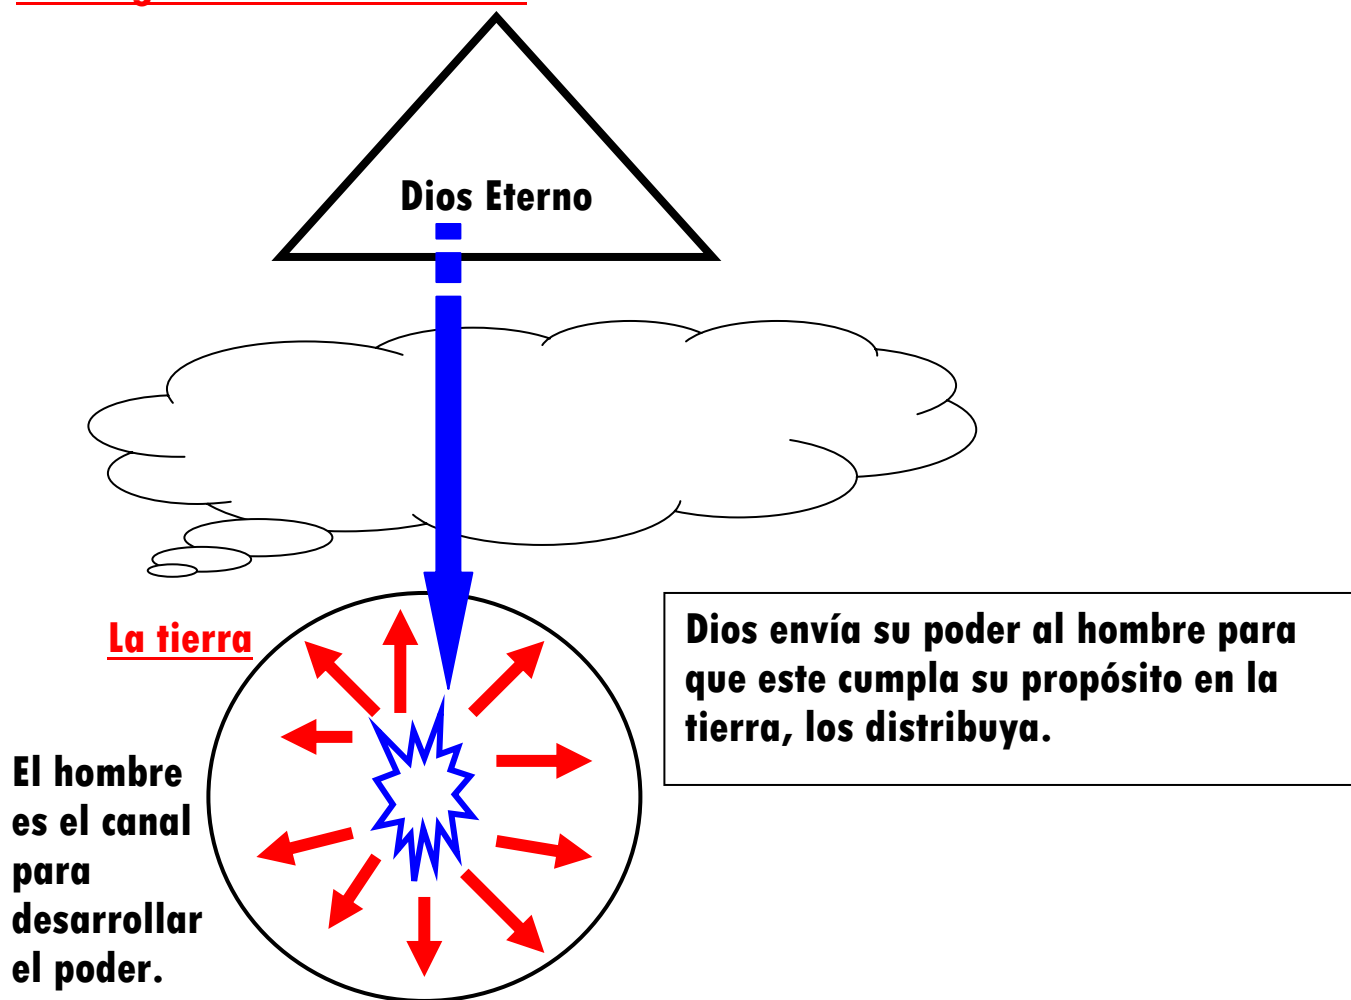 Dios Eterno
La tierra
Dios envía su poder al hombre para
que este cumpla su propósito en la
tierra, los distribuya.
El hombre
es el canal
para
desarrollar
el poder.